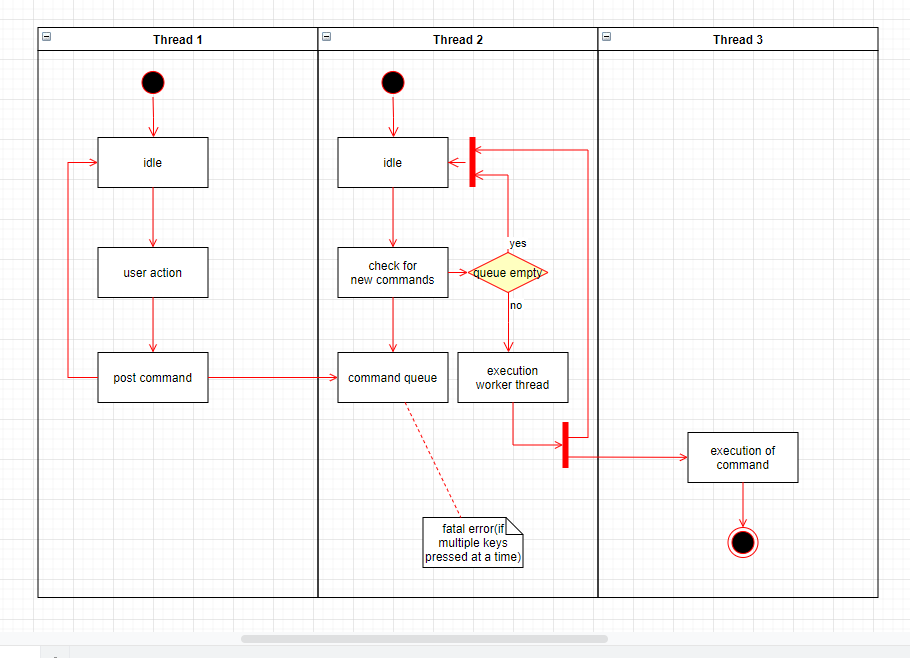 Thread 1
Thread 2
Thread 3
idle
idle
yes
user action
check for
new commands
queue empty
no
post command
command queue
execution
worker thread
execution of
command
fatal error(if
multiple keys
pressed at a time)